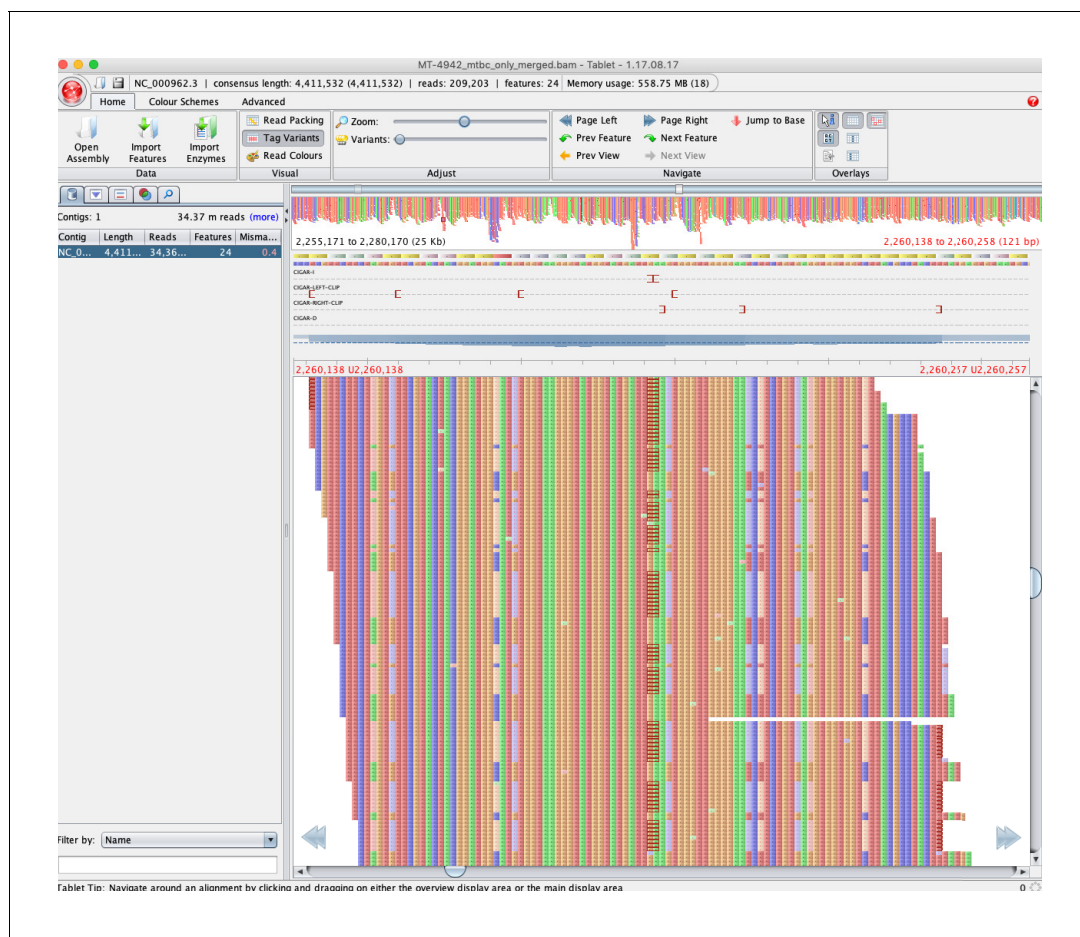 MT-4942_mtbc_only_merged.bam - Tablet - 1.17.08.17
NC_000962.3 | consensus length: 4,411,532 (4,411,532) | reads: 209,203 | features: 24 Memory usage: 558.75 MB (18)
Home Colour Schemes Advanced
Open Assembly
Import Features
Import Enzymes
Data
Read Packing
Tag Variants
Read Colours
Visual
Zoom:
Variants:
Adjust
Page Left Page Right Jump to Base
Prev Feature Next Feature
Prev View Next View
Navigate
Overlays
Contigs: 1 34.37 m reads (more)
Contig Length Reads Features Misma...
NC_0... 4,411... 34,36... 24 0.4
2,255,171 to 2,280,170 (25 Kb) 2,260,138 to 2,260,258 (121 bp)
CIGAR-I
CIGAR-LEFT-CLIP
CIGAR-RIGHT-CLIP
CIGAR-D
2,260,138 U2,260,138 2,260,257 U2,260,257
Filter by: Name
Tablet Tip: Navigate around an alignment by clicking and dragging on either the overview display area or the main display area 0